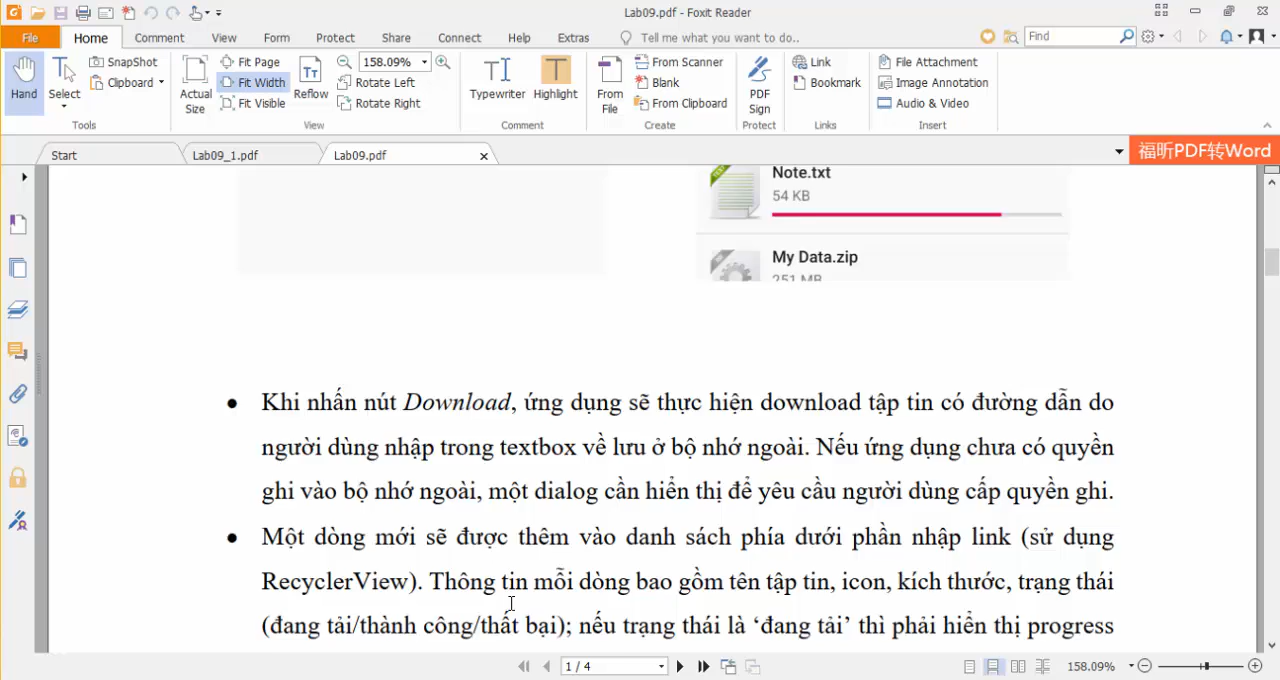 Lab09.pdf - Foxit Reader
File Home Comment View Form Protect Share Connect Help Extras Tell me what you want to do.. Find
Hand
Select
SnapShot
Clipboard
Tools
Actual Size
Fit Page
Fit Width
Fit Visible
Reflow
158.09%
Rotate Left
Rotate Right
View
Typewriter
Highlight
Comment
From File
From Scanner
Blank
From Clipboard
Create
PDF Sign
Protect
Link
Bookmark
Links
File Attachment
Image Annotation
Audio & Video
Insert
Start Lab09_1.pdf Lab09.pdf
福昕PDF转Word
Note.txt
54 KB
My Data.zip
251 MB
Khi nhấn nút Download, ứng dụng sẽ thực hiện download tập tin có đường dẫn do
người dùng nhập trong textbox về lưu ở bộ nhớ ngoài. Nếu ứng dụng chưa có quyền
ghi vào bộ nhớ ngoài, một dialog cần hiển thị để yêu cầu người dùng cấp quyền ghi.
Một dòng mới sẽ được thêm vào danh sách phía dưới phần nhập link (sử dụng
RecyclerView). Thông tin mỗi dòng bao gồm tên tập tin, icon, kích thước, trạng thái
(đang tải/thành công/thất bại); nếu trạng thái là ‘đang tải’ thì phải hiển thị progress
1 / 4
158.09%